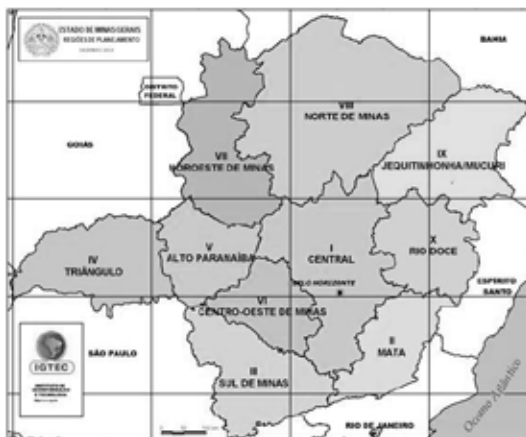 ESTADO DE MINAS GERAIS
REGIÕES DE PLANEJAMENTO
BAHIA
DISTRITO
FEDERAL
VIII
NORTE DE MINAS
GOIÁS
VII
NOROESTE DE MINAS
IX
JEQUITINHONHA/MUCURI
IV
TRIÂNGULO
V
ALTO PARANAÍBA
I
CENTRAL
X
RIO DOCE
BELO HORIZONTE
ESPÍRITO
SANTO
VI
CENTRO-OESTE DE MINAS
II
MATA
SÃO PAULO
IGTEC
III
SUL DE MINAS
RIO DE JANEIRO
Oceano Atlântico